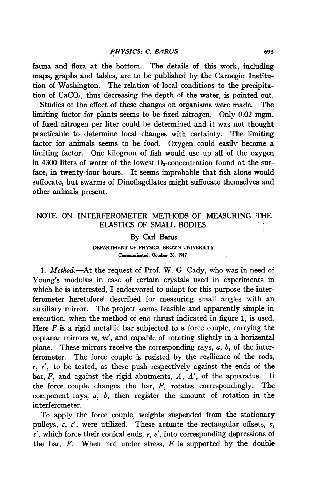 PHYSICS: C. BARUS 693
fauna and flora at the bottom. The details of this work, including
maps, graphs and tables, are to be published by the Carnegie Institu-
tion of Washington. The relation of local conditions to the precipita-
tion of CaCO₃, thus decreasing the depth of the water, is pointed out.
Studies of the effect of these changes on organisms were made. The
limiting factor for plants seems to be fixed nitrogen. Only 0.01 mgm.
of fixed nitrogen per liter could be determined and it was not thought
practicable to determine local changes with certainty. The limiting
factor for animals seems to be food. Oxygen could easily become a
limiting factor. One kilogram of fish would use up all of the oxygen
in 4300 liters of water of the lowest O₂-concentration found at the sur-
face, in twenty-four hours. It seems improbable that fish alone would
suffocate, but swarms of Dinoflagellates might suffocate themselves and
other animals present.
NOTE ON INTERFEROMETER METHODS OF MEASURING THE
ELASTICS OF SMALL BODIES
By Carl Barus
DEPARTMENT OF PHYSICS, BROWN UNIVERSITY
Communicated, October 26, 1917
1. Method.—At the request of Prof. W. G. Cady, who was in need of
Young's modulus in case of certain crystals used in experiments in
which he is interested, I endeavored to adapt for this purpose the inter-
ferometer heretofore described for measuring small angles with an
auxiliary mirror. The project seems feasible and apparently simple in
execution, when the method of end thrust indicated in figure 1, is used.
Here F is a rigid metallic bar subjected to a force couple, carrying the
coplanar mirrors m, m', and capable of rotating slightly in a horizontal
plane. These mirrors receive the corresponding rays, a, b, of the inter-
ferometer. The force couple is resisted by the resilience of the rods,
r, r', to be tested, as these push respectively against the ends of the
bar, F, and against the rigid abutments, A, A', of the apparatus. If
the force couple changes the bar, F, rotates correspondingly. The
component rays, a, b, then register the amount of rotation in the
interferometer.
To apply the force couple, weights suspended from the stationary
pulleys, c, c', were utilized. These actuate the rectangular offsets, s,
s', which force their conical ends, e, e', into corresponding depressions of
the bar, F. When not under stress, F is supported by the double